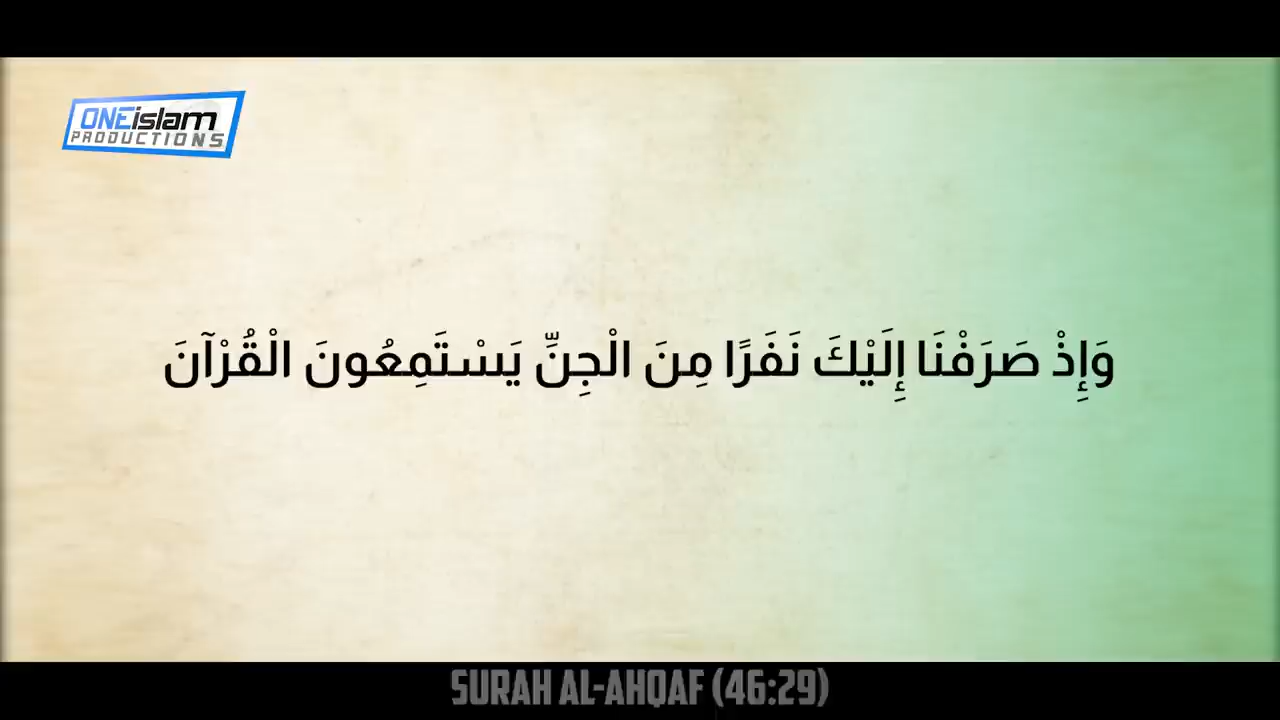 ONEislam
PRODUCTIONS
وَإِذْ صَرَفْنَا إِلَيْكَ نَفَرًا مِنَ الْجِنِّ يَسْتَمِعُونَ الْقُرْآنَ
SURAH AL-AHQAF (46:29)